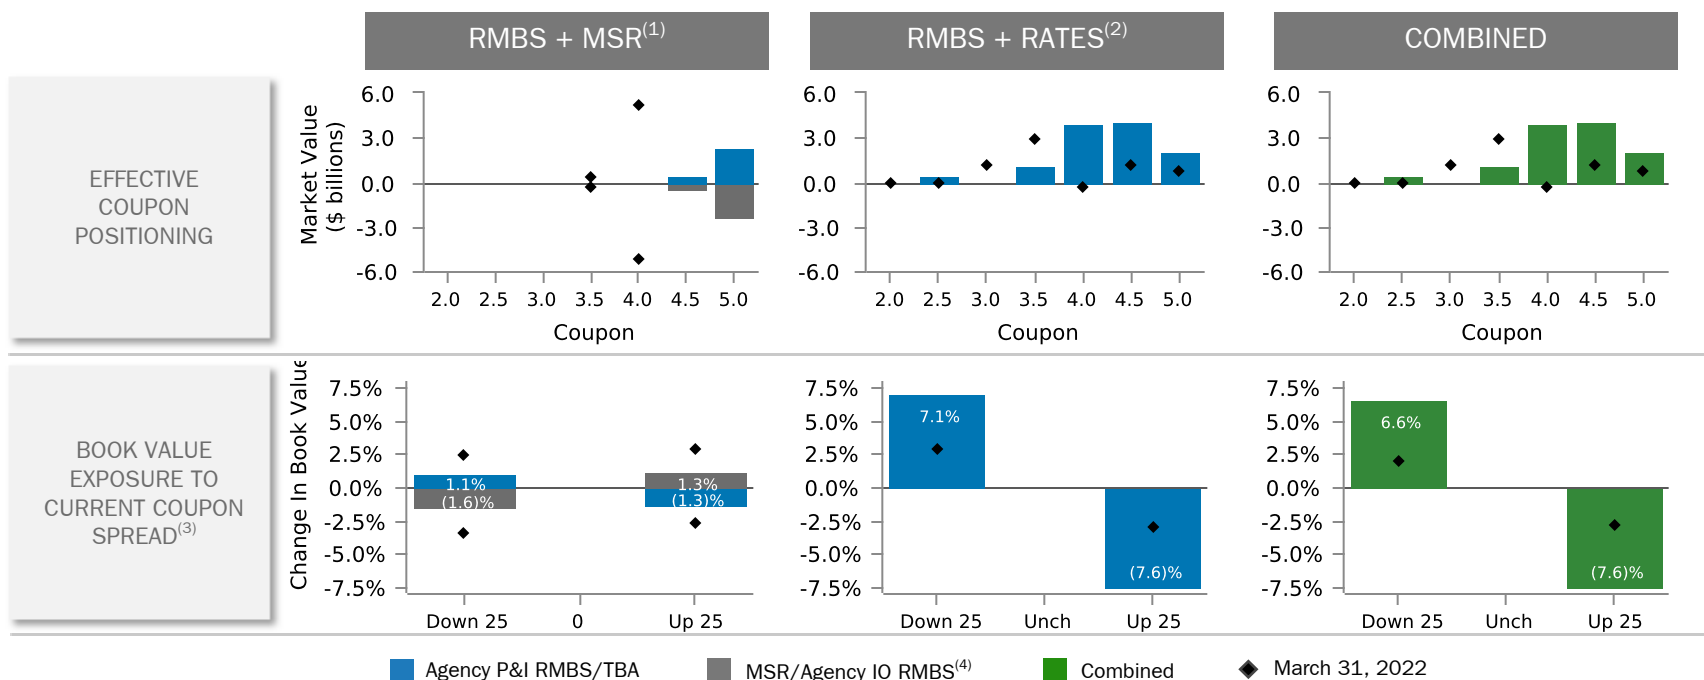 RMBS + MSR(1)
RMBS + RATES(2)
COMBINED
EFFECTIVE
COUPON
POSITIONING
Market Value
($ billions)
6.0
3.0
0.0
-3.0
-6.0
2.0 2.5 3.0 3.5 4.0 4.5 5.0
Coupon
6.0
3.0
0.0
-3.0
-6.0
2.0 2.5 3.0 3.5 4.0 4.5 5.0
Coupon
6.0
3.0
0.0
-3.0
-6.0
2.0 2.5 3.0 3.5 4.0 4.5 5.0
Coupon
BOOK VALUE
EXPOSURE TO
CURRENT COUPON
SPREAD(3)
Change In Book Value
7.5%
5.0%
2.5%
0.0%
-2.5%
-5.0%
-7.5%
1.1%
(1.6)%
1.3%
(1.3)%
Down 25 0 Up 25
7.5%
5.0%
2.5%
0.0%
-2.5%
-5.0%
-7.5%
7.1%
(7.6)%
Down 25 Unch Up 25
7.5%
5.0%
2.5%
0.0%
-2.5%
-5.0%
-7.5%
6.6%
(7.6)%
Down 25 Unch Up 25
Agency P&I RMBS/TBA
MSR/Agency IO RMBS(4)
Combined
March 31, 2022